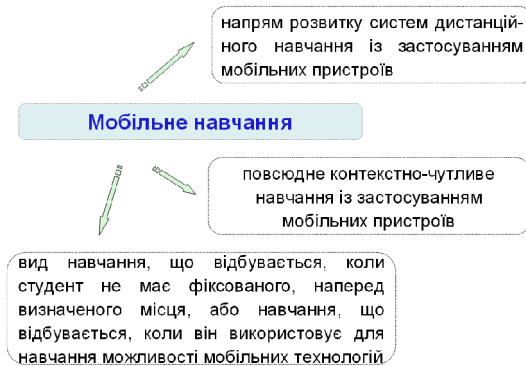 напрям розвитку систем дистанцій-
ного навчання із застосуванням
мобільних пристроїв
Мобільне навчання
повсюдне контекстно-чутливе
навчання із застосуванням
мобільних пристроїв
вид навчання, що відбувається, коли
студент не має фіксованого, наперед
визначеного місця, або навчання, що
відбувається, коли він використовує для
навчання можливості мобільних технологій